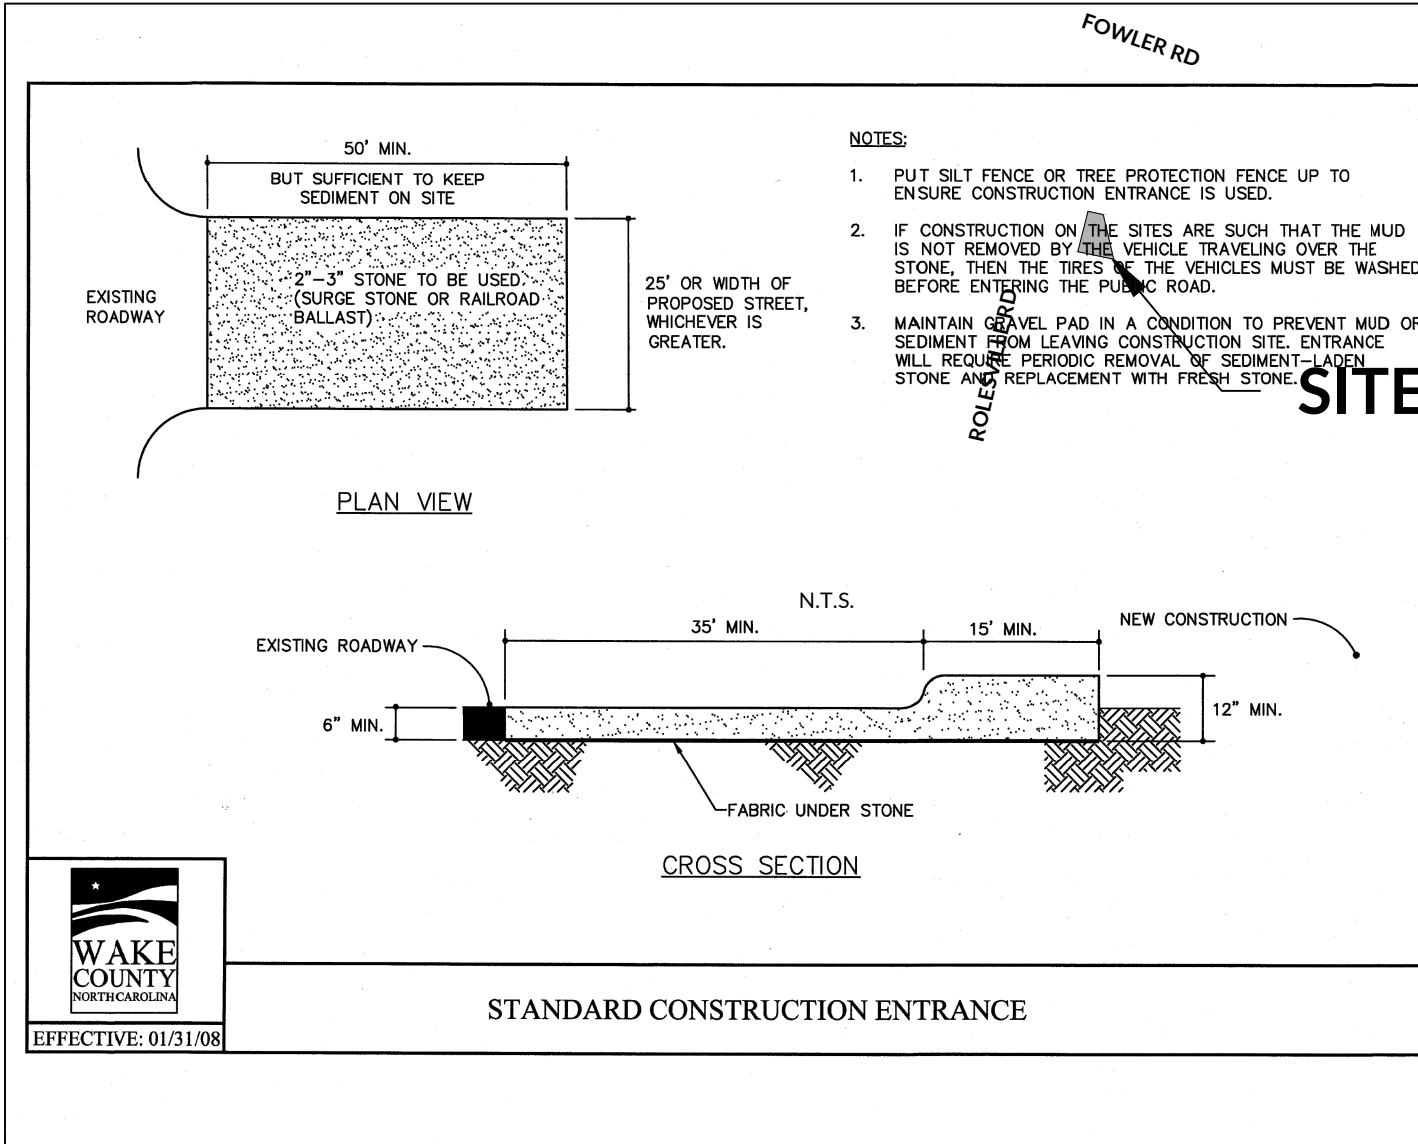 FOWLER RD
50' MIN.
BUT SUFFICIENT TO KEEP
SEDIMENT ON SITE
2"-3" STONE TO BE USED.
(SURGE STONE OR RAILROAD
BALLAST)
EXISTING
ROADWAY
25' OR WIDTH OF
PROPOSED STREET,
WHICHEVER IS
GREATER.
PLAN VIEW
NOTES:
1. PUT SILT FENCE OR TREE PROTECTION FENCE UP TO
ENSURE CONSTRUCTION ENTRANCE IS USED.
2. IF CONSTRUCTION ON THE SITES ARE SUCH THAT THE MUD
IS NOT REMOVED BY THE VEHICLE TRAVELING OVER THE
STONE, THEN THE TIRES OF THE VEHICLES MUST BE WASHED
BEFORE ENTERING THE PUBLIC ROAD.
3. MAINTAIN GRAVEL PAD IN A CONDITION TO PREVENT MUD OR
SEDIMENT FROM LEAVING CONSTRUCTION SITE. ENTRANCE
WILL REQUIRE PERIODIC REMOVAL OF SEDIMENT-LADEN
STONE AND REPLACEMENT WITH FRESH STONE.
ROLESVILLE RD
SITE
N.T.S.
35' MIN.
15' MIN.
NEW CONSTRUCTION
EXISTING ROADWAY
6" MIN.
12" MIN.
FABRIC UNDER STONE
CROSS SECTION
WAKE
COUNTY
NORTH CAROLINA
EFFECTIVE: 01/31/08
STANDARD CONSTRUCTION ENTRANCE